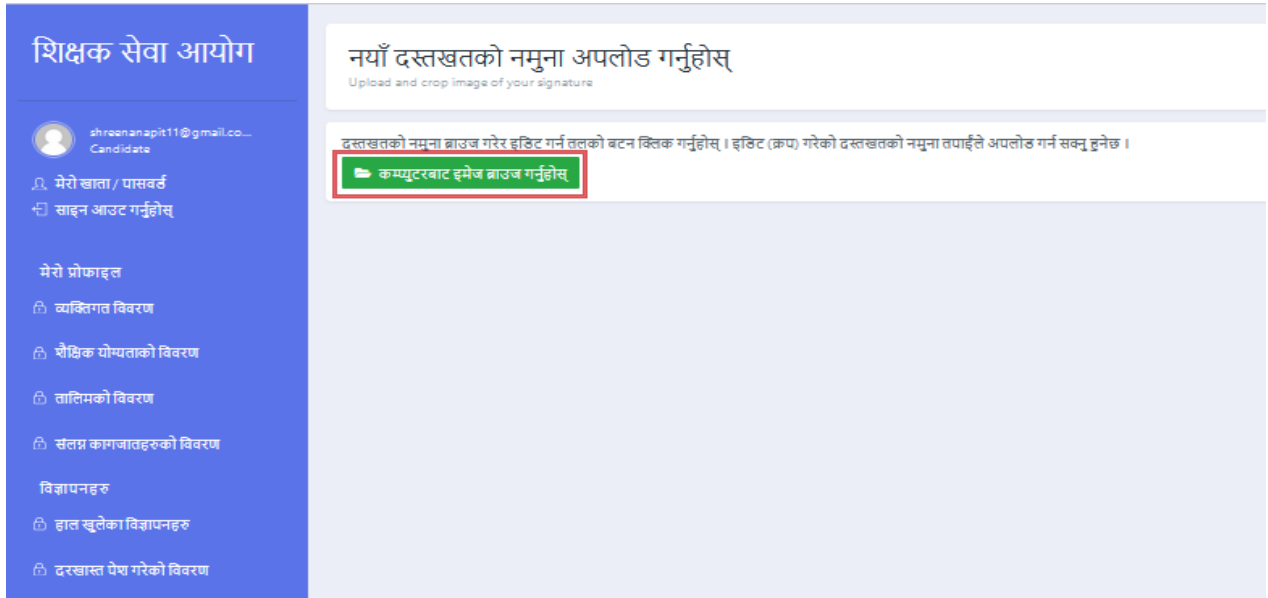 शिक्षक सेवा आयोग
shreenanapit11@gmail.co...
Candidate
मेरो खाता / पासवर्ड
साइन आउट गर्नुहोस्
मेरो प्रोफाइल
व्यक्तिगत विवरण
शैक्षिक योग्यताको विवरण
तालिमको विवरण
संलग्न कागजातहरुको विवरण
विज्ञापनहरु
हाल खुलेका विज्ञापनहरु
दरखास्त पेश गरेको विवरण
नयाँ दस्तखतको नमुना अपलोड गर्नुहोस्
Upload and crop image of your signature
दस्तखतको नमुना ब्राउज गरेर इडिट गर्न तलको बटन क्लिक गर्नुहोस् । इडिट (क्रप) गरेको दस्तखतको नमुना तपाईंले अपलोड गर्न सक्नु हुनेछ ।
कम्प्युटरबाट इमेज ब्राउज गर्नुहोस्